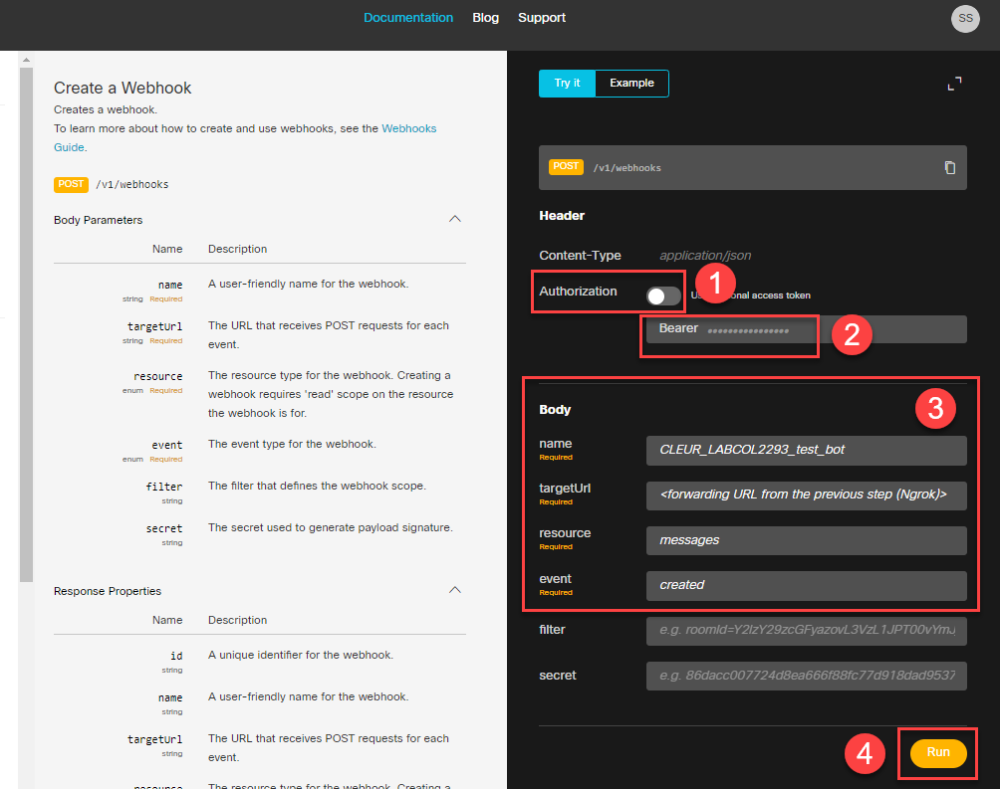 Documentation Blog Support
SS
Create a Webhook
Creates a webhook.
To learn more about how to create and use webhooks, see the Webhooks
Guide.
POST /v1/webhooks
Body Parameters
Name Description
name A user-friendly name for the webhook.
string Required
targetUrl The URL that receives POST requests for each
string Required event.
resource The resource type for the webhook. Creating a
enum Required webhook requires 'read' scope on the resource
the webhook is for.
event The event type for the webhook.
enum Required
filter The filter that defines the webhook scope.
string
secret The secret used to generate payload signature.
string
Response Properties
Name Description
id A unique identifier for the webhook.
string
name A user-friendly name for the webhook.
string
targetUrl The URL that receives POST requests for each
string event.
resource The resource type for the webhook. Creating a
Try it Example
POST /v1/webhooks
Header
Content-Type application/json
Authorization 1 access token
Bearer •••••••••••••••• 2
Body 3
name CLEUR_LABCOL2293_test_bot
Required
targetUrl <forwarding URL from the previous step (Ngrok)>
Required
resource messages
Required
event created
Required
filter e.g.
secret e.g. 86dacc007724d8ea666f88fc77d918dad9537
4 Run